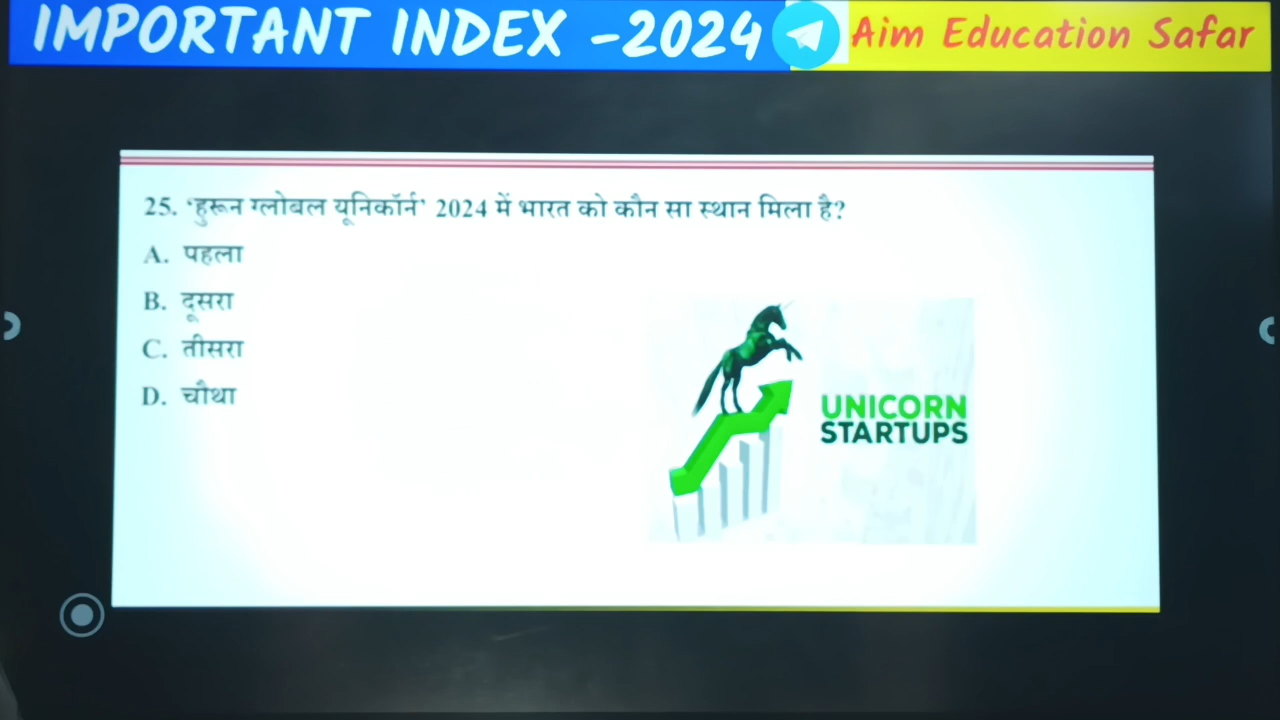 IMPORTANT INDEX -2024
Aim Education Safar
25. ‘हुरून ग्लोबल यूनिकॉर्न’ 2024 में भारत को कौन सा स्थान मिला है?
A. पहला
B. दूसरा
C. तीसरा
D. चौथा
UNICORN
STARTUPS